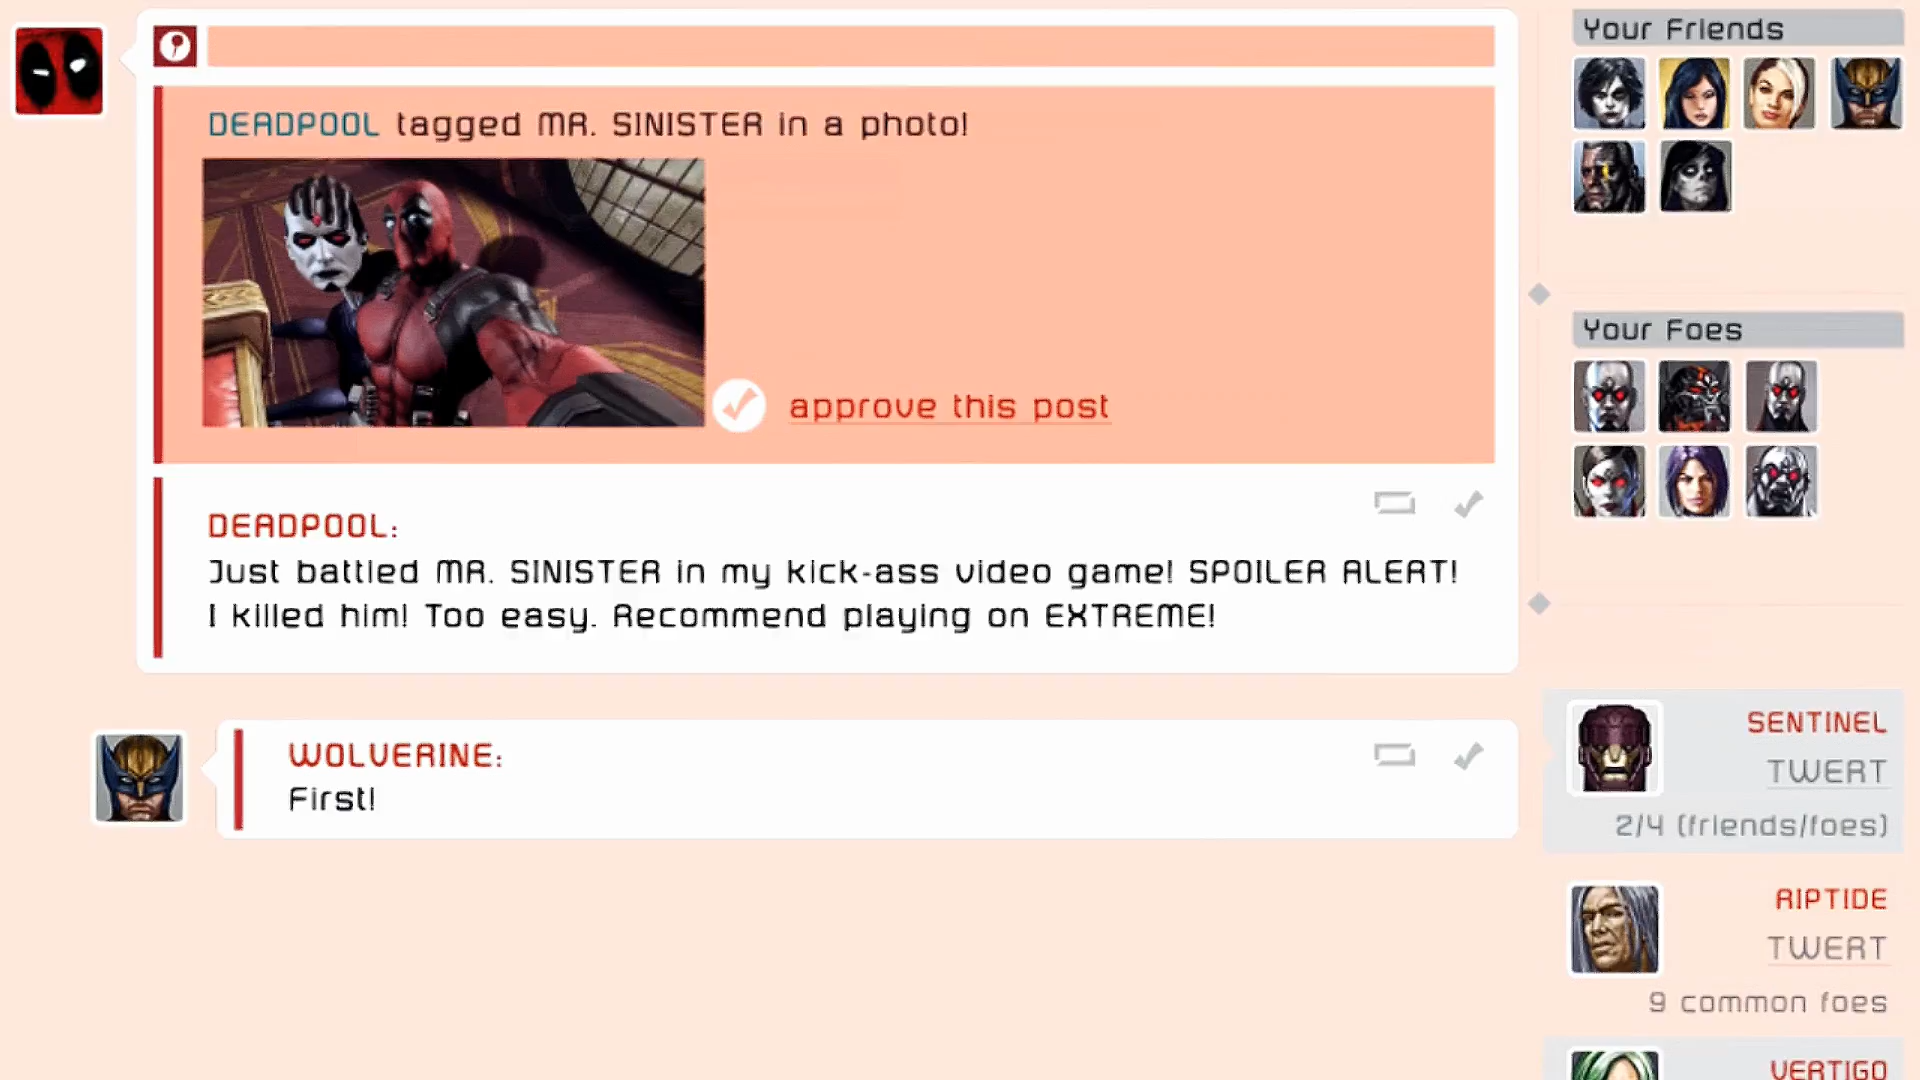 DEADPOOL tagged MR. SINISTER in a photo!
approve this post
DEADPOOL:
Just battled MR. SINISTER in my kick-ass video game! SPOILER ALERT!
I killed him! Too easy. Recommend playing on EXTREME!
WOLVERINE:
First!
Your Friends
Your Foes
SENTINEL
TWERT
2/4 (friends/foes)
RIPTIDE
TWERT
9 common foes
VERTIGO